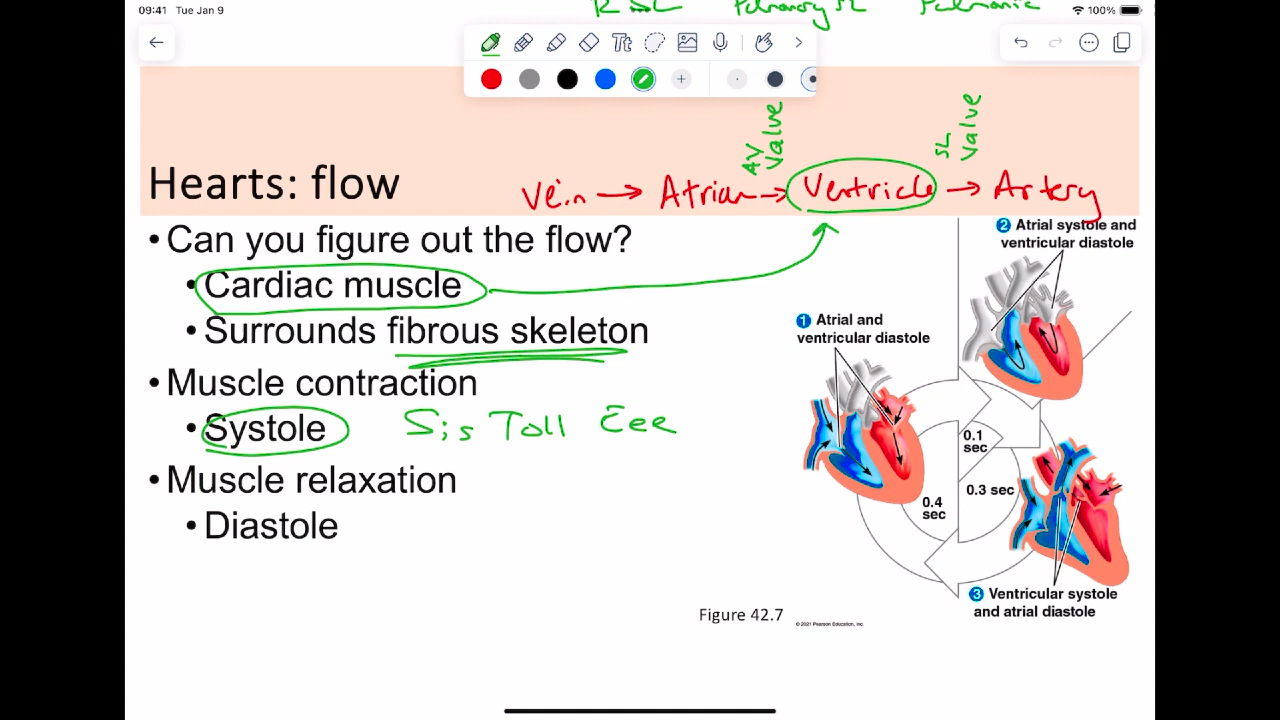 09:41 Tue Jan 9
100%
R SL Pulmonary SL Pulmonic
Tt
AV Valve
SL Valve
Hearts: flow
Vein → Atrium → Ventricle → Artery
• Can you figure out the flow?
• Cardiac muscle
• Surrounds fibrous skeleton
• Muscle contraction
• Systole Sis Toll Eee
• Muscle relaxation
• Diastole
2 Atrial systole and
ventricular diastole
1 Atrial and
ventricular diastole
0.1
sec
0.3 sec
0.4
sec
3 Ventricular systole
and atrial diastole
Figure 42.7
© 2021 Pearson Education, Inc.